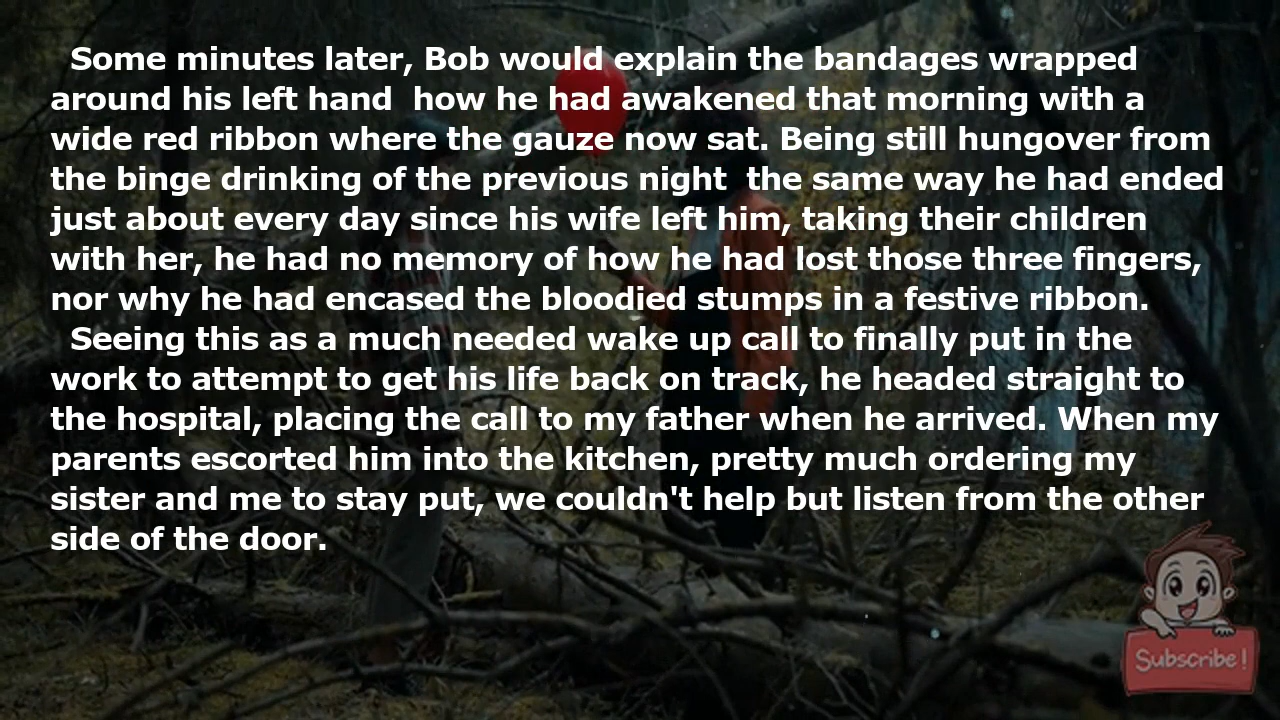 Some minutes later, Bob would explain the bandages wrapped
around his left hand  how he had awakened that morning with a
wide red ribbon where the gauze now sat. Being still hungover from
the binge drinking of the previous night  the same way he had ended
just about every day since his wife left him, taking their children
with her, he had no memory of how he had lost those three fingers,
nor why he had encased the bloodied stumps in a festive ribbon.
Seeing this as a much needed wake up call to finally put in the
work to attempt to get his life back on track, he headed straight to
the hospital, placing the call to my father when he arrived. When my
parents escorted him into the kitchen, pretty much ordering my
sister and me to stay put, we couldn't help but listen from the other
side of the door.
Subscribe!